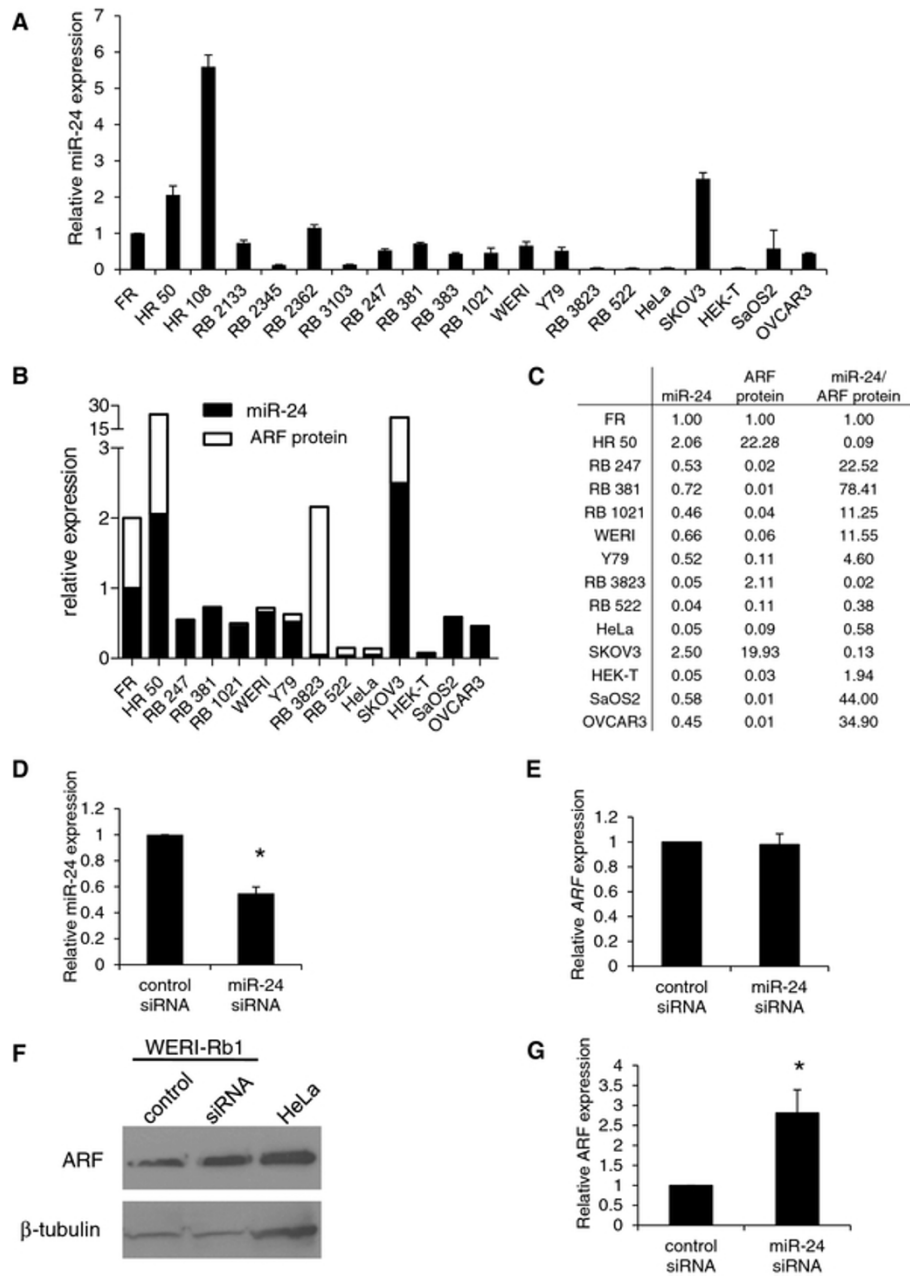 A
Relative miR-24 expression
7
6
5
4
3
2
1
0
FR
HR 50
HR 108
RB 2133
RB 2345
RB 2362
RB 3103
RB 247
RB 381
RB 383
RB 1021
WERI
Y79
RB 3823
RB 522
HeLa
SKOV3
HEK-T
SaOS2
OVCAR3
B
relative expression
30
15
3
2
1
0
miR-24
ARF protein
FR
HR 50
RB 247
RB 381
RB 1021
WERI
Y79
RB 3823
RB 522
HeLa
SKOV3
HEK-T
SaOS2
OVCAR3
C
miR-24 ARF protein miR-24/ ARF protein
FR 1.00 1.00 1.00
HR 50 2.06 22.28 0.09
RB 247 0.53 0.02 22.52
RB 381 0.72 0.01 78.41
RB 1021 0.46 0.04 11.25
WERI 0.66 0.06 11.55
Y79 0.52 0.11 4.60
RB 3823 0.05 2.11 0.02
RB 522 0.04 0.11 0.38
HeLa 0.05 0.09 0.58
SKOV3 2.50 19.93 0.13
HEK-T 0.05 0.03 1.94
SaOS2 0.58 0.01 44.00
OVCAR3 0.45 0.01 34.90
D
Relative miR-24 expression
1.2
1
0.8
0.6
0.4
0.2
0
*
control siRNA
miR-24 siRNA
E
Relative ARF expression
1.2
1
0.8
0.6
0.4
0.2
0
control siRNA
miR-24 siRNA
F
WERI-Rb1
control
siRNA
HeLa
ARF
β-tubulin
G
Relative ARF expression
4
3.5
3
2.5
2
1.5
1
0.5
0
*
control siRNA
miR-24 siRNA